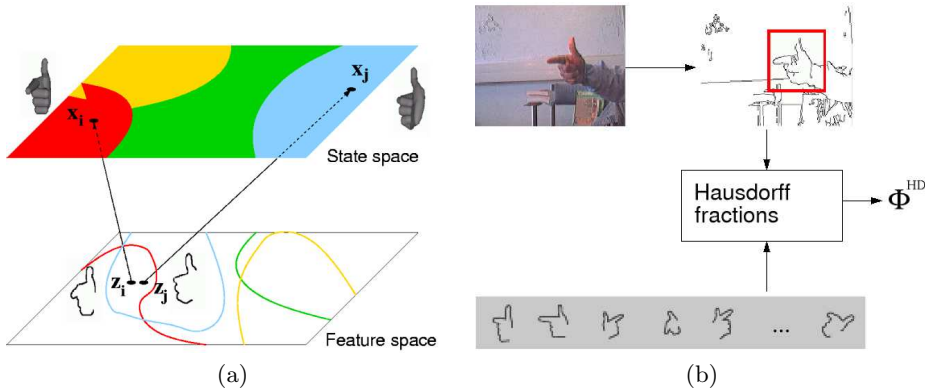 x_i
x_j
State space
z_i
z_j
Feature space
(a)
Hausdorff
fractions
Φ^HD
...
(b)